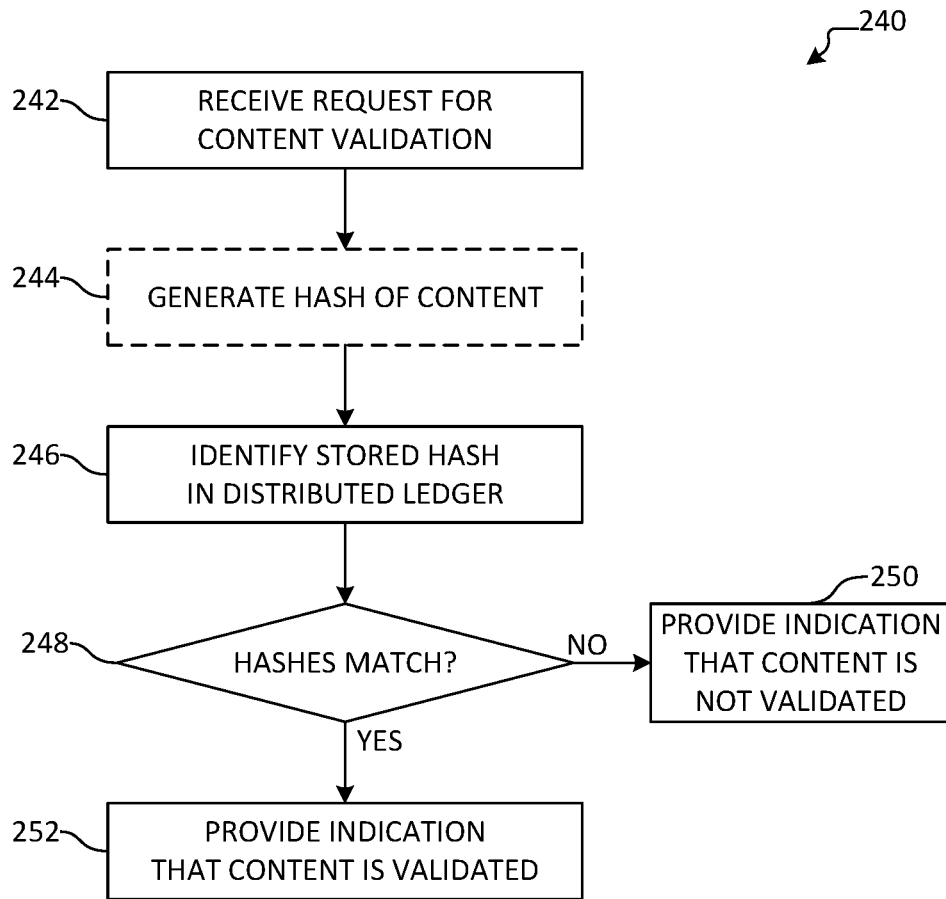 240
242
RECEIVE REQUEST FOR
CONTENT VALIDATION
244
GENERATE HASH OF CONTENT
246
IDENTIFY STORED HASH
IN DISTRIBUTED LEDGER
248
HASHES MATCH?
NO
250
PROVIDE INDICATION
THAT CONTENT IS
NOT VALIDATED
YES
252
PROVIDE INDICATION
THAT CONTENT IS VALIDATED